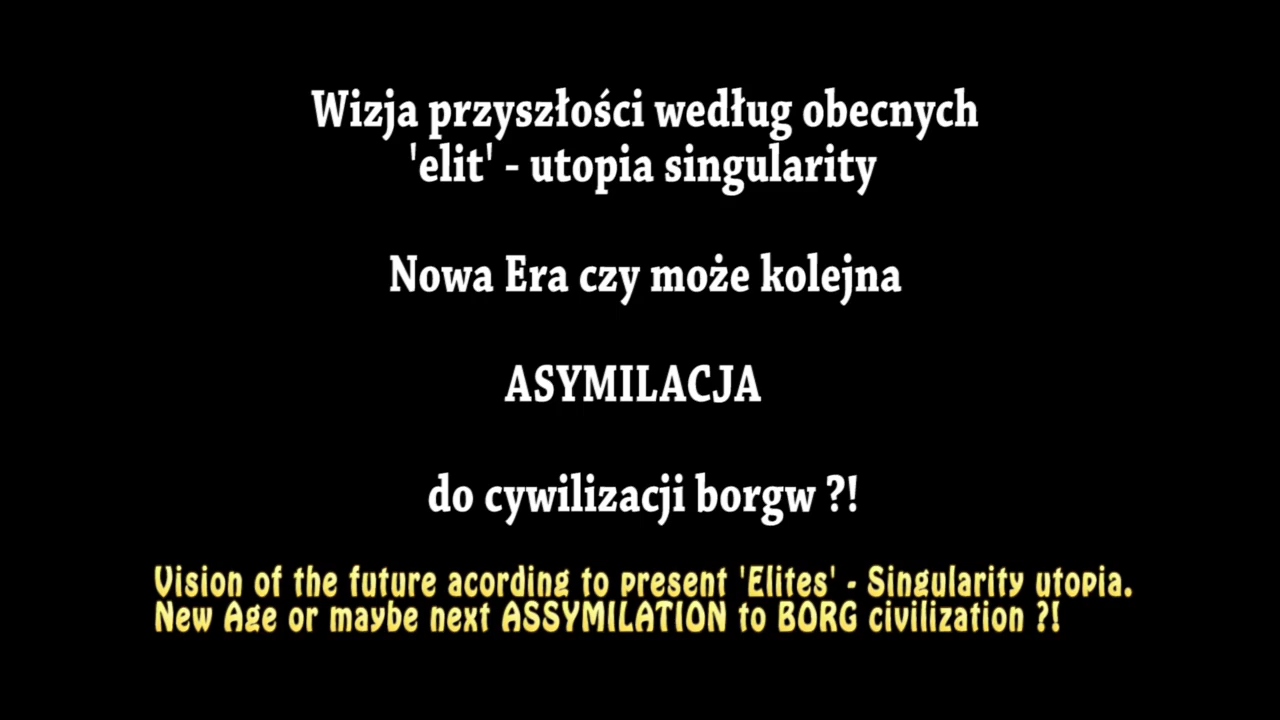 Wizja przyszłości według obecnych
'elit' - utopia singularity
Nowa Era czy może kolejna
ASYMILACJA
do cywilizacji borgw ?!
Vision of the future acording to present 'Elites' - Singularity utopia.
New Age or maybe next ASSYMILATION to BORG civilization ?!